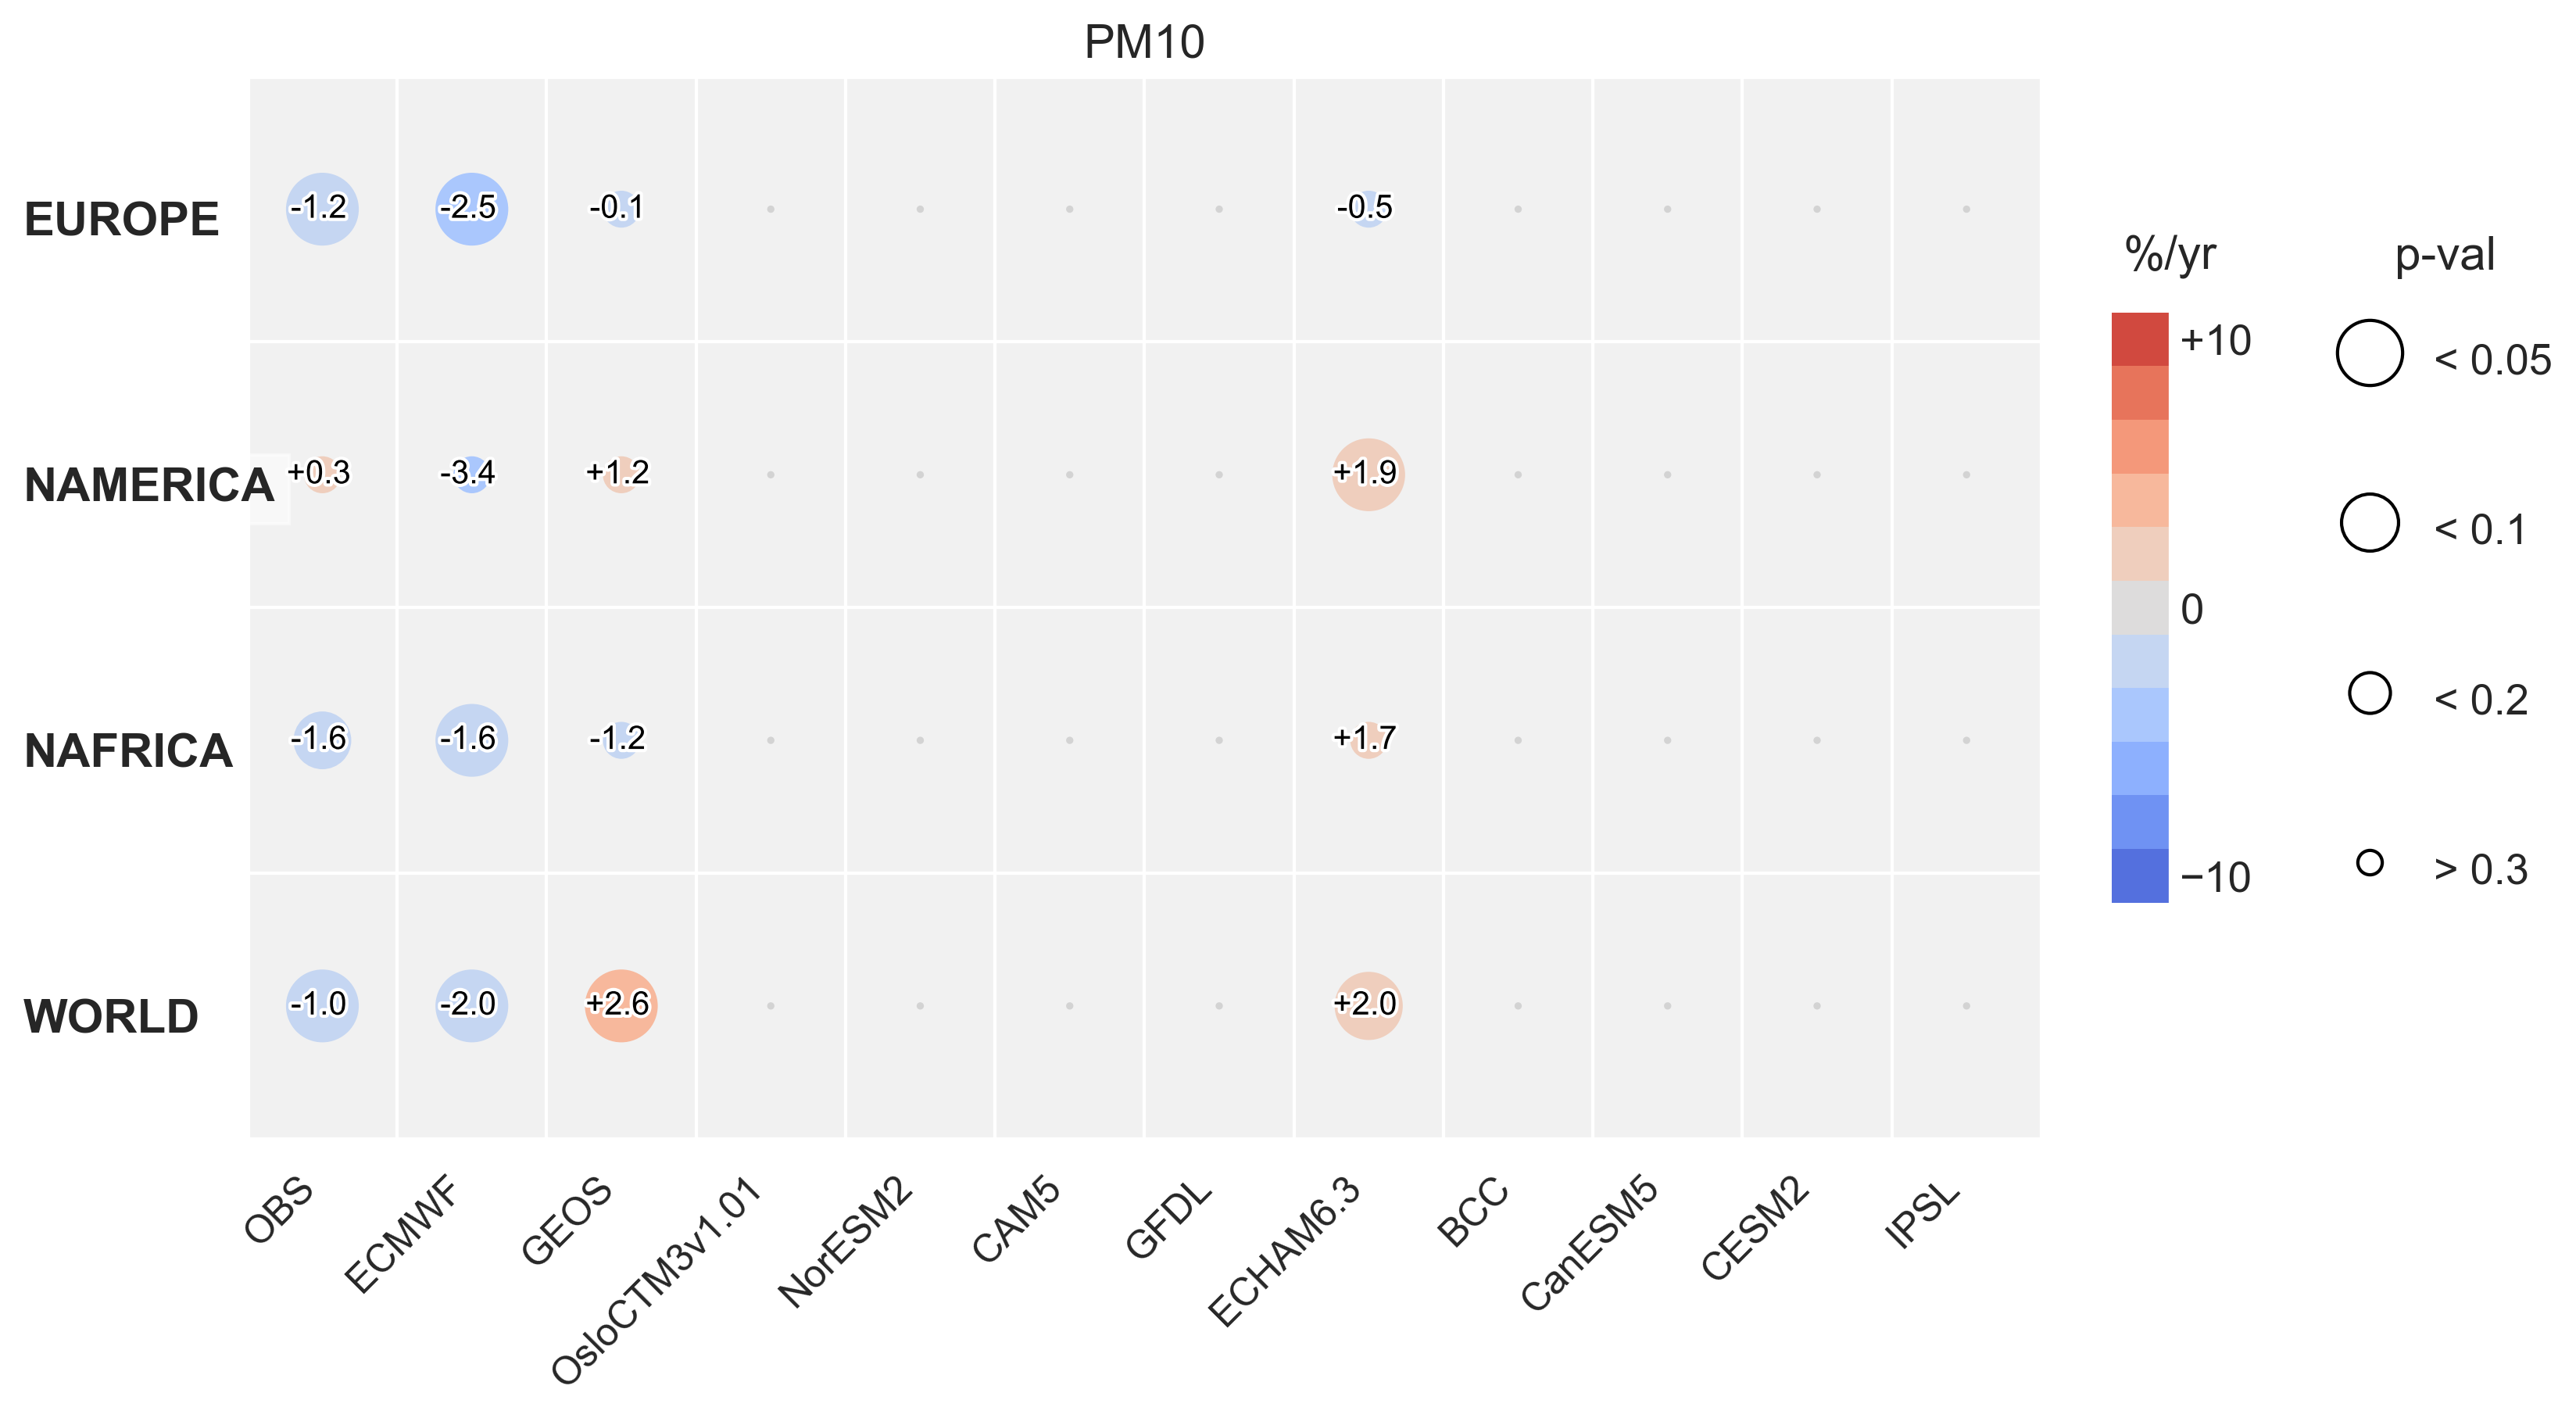 PM10
EUROPE -1.2 -2.5 -0.1 -0.5
NAMERICA +0.3 -3.4 +1.2 +1.9
NAFRICA -1.6 -1.6 -1.2 +1.7
WORLD -1.0 -2.0 +2.6 +2.0
OBS ECMWF GEOS OsloCTM3v1.01 NorESM2 CAM5 GFDL ECHAM6.3 BCC CanESM5 CESM2 IPSL
%/yr
+10
0
−10
p-val
< 0.05
< 0.1
< 0.2
> 0.3